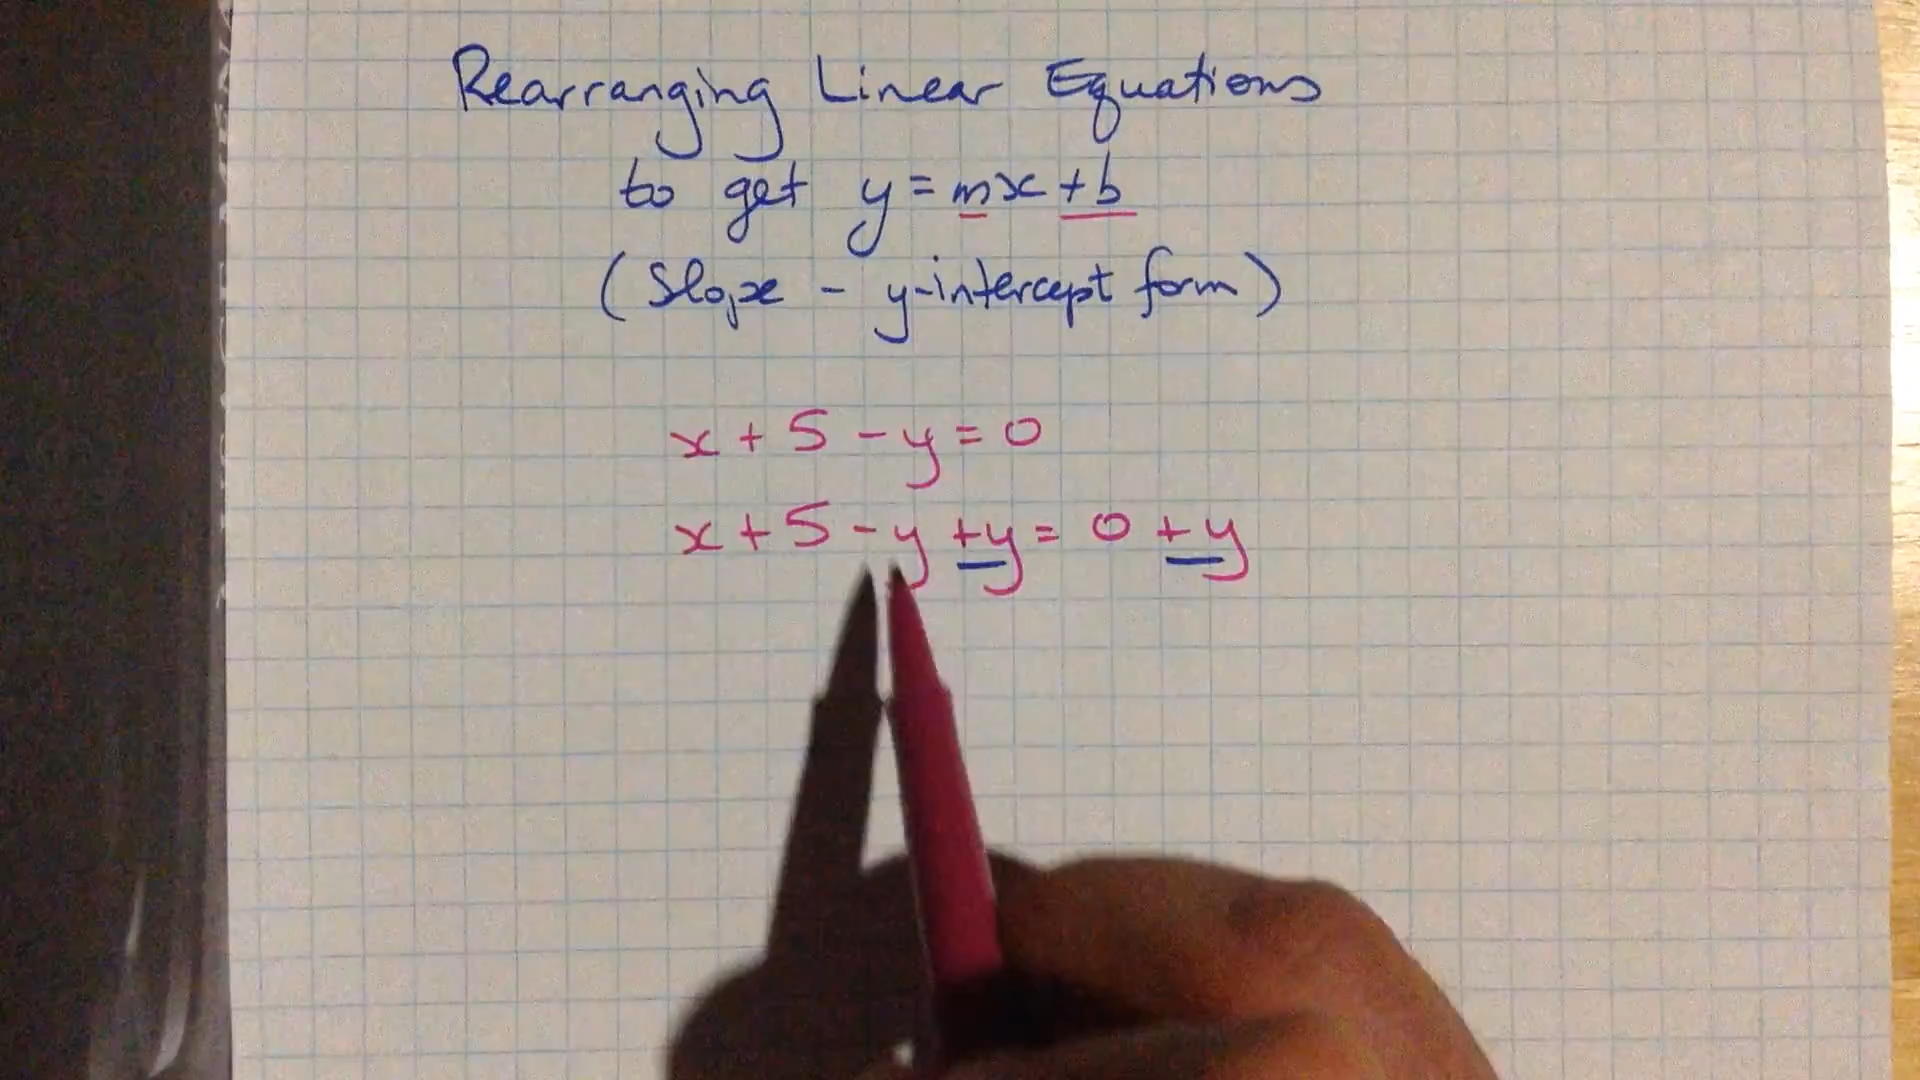 Rearranging Linear Equations
to get y = mx + b
(Slope - y-intercept form)
x + 5 - y = 0
x + 5 - y + y = 0 + y